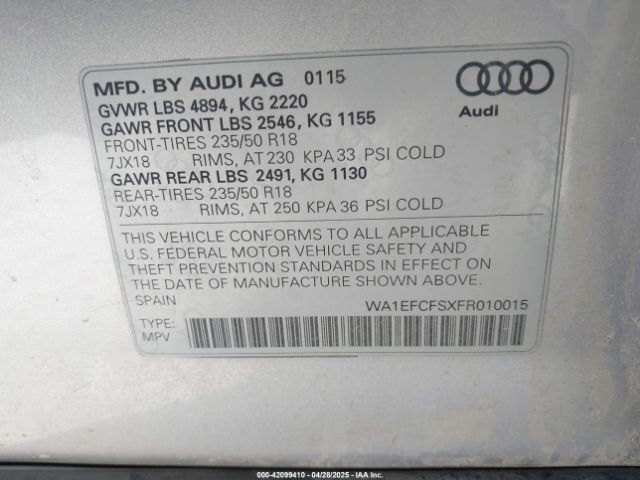 MFD. BY AUDI AG 0115
GVWR LBS 4894, KG 2220
GAWR FRONT LBS 2546, KG 1155
FRONT-TIRES 235/50 R18
7JX18 RIMS, AT 230 KPA 33 PSI COLD
GAWR REAR LBS 2491, KG 1130
REAR-TIRES 235/50 R18
7JX18 RIMS, AT 250 KPA 36 PSI COLD
Audi
THIS VEHICLE CONFORMS TO ALL APPLICABLE
U.S. FEDERAL MOTOR VEHICLE SAFETY AND
THEFT PREVENTION STANDARDS IN EFFECT ON
DATE OF MANUFACTURE SHOWN ABOVE.
SPAIN WA1EFCFSXFR010015
TYPE:
MPV
000-42099410 | 04/28/2025 | IAA Inc.